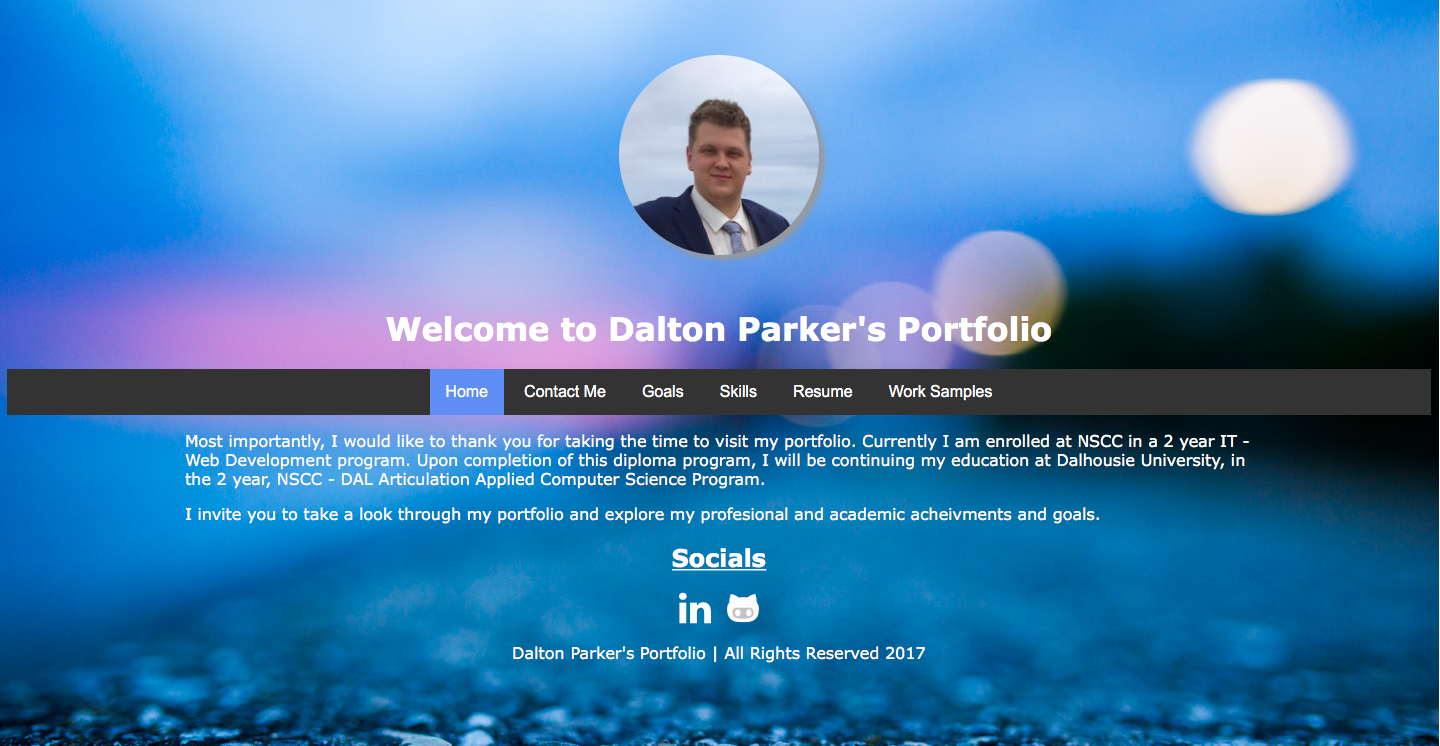 Welcome to Dalton Parker's Portfolio
Home Contact Me Goals Skills Resume Work Samples
Most importantly, I would like to thank you for taking the time to visit my portfolio. Currently I am enrolled at NSCC in a 2 year IT -
Web Development program. Upon completion of this diploma program, I will be continuing my education at Dalhousie University, in
the 2 year, NSCC - DAL Articulation Applied Computer Science Program.
I invite you to take a look through my portfolio and explore my profesional and academic acheivments and goals.
Socials
in
Dalton Parker's Portfolio | All Rights Reserved 2017